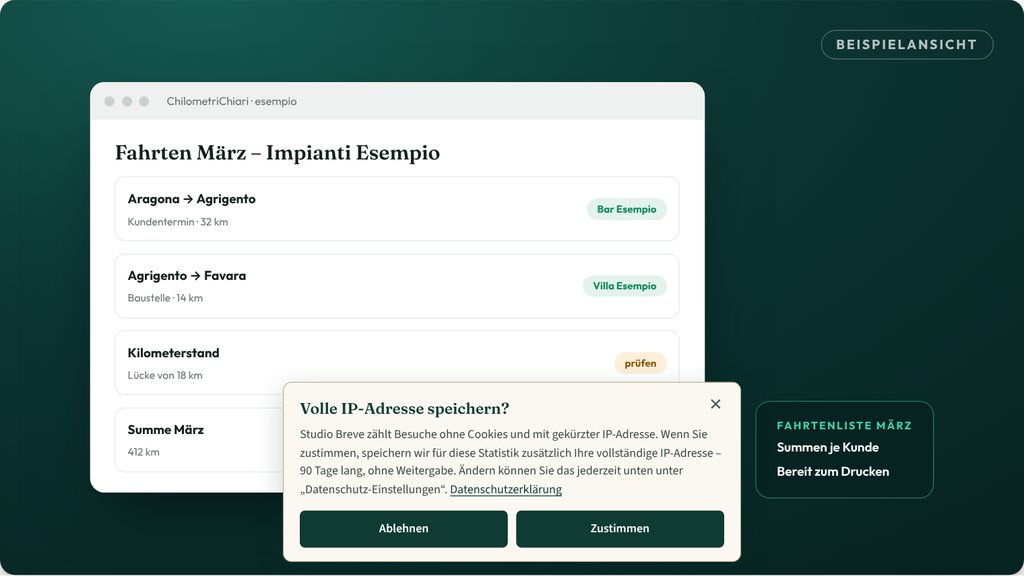 BEISPIELANSICHT
ChilometriChiari · esempio
Fahrten März – Impianti Esempio
Aragona → Agrigento
Kundentermin · 32 km
Bar Esempio
Agrigento → Favara
Baustelle · 14 km
Villa Esempio
Kilometerstand
Lücke von 18 km
prüfen
Summe März
412 km
Volle IP-Adresse speichern?
Studio Breve zählt Besuche ohne Cookies und mit gekürzter IP-Adresse. Wenn Sie
zustimmen, speichern wir für diese Statistik zusätzlich Ihre vollständige IP-Adresse –
90 Tage lang, ohne Weitergabe. Ändern können Sie das jederzeit unten unter
„Datenschutz-Einstellungen“. Datenschutzerklärung
Ablehnen
Zustimmen
FAHRTENLISTE MÄRZ
Summen je Kunde
Bereit zum Drucken